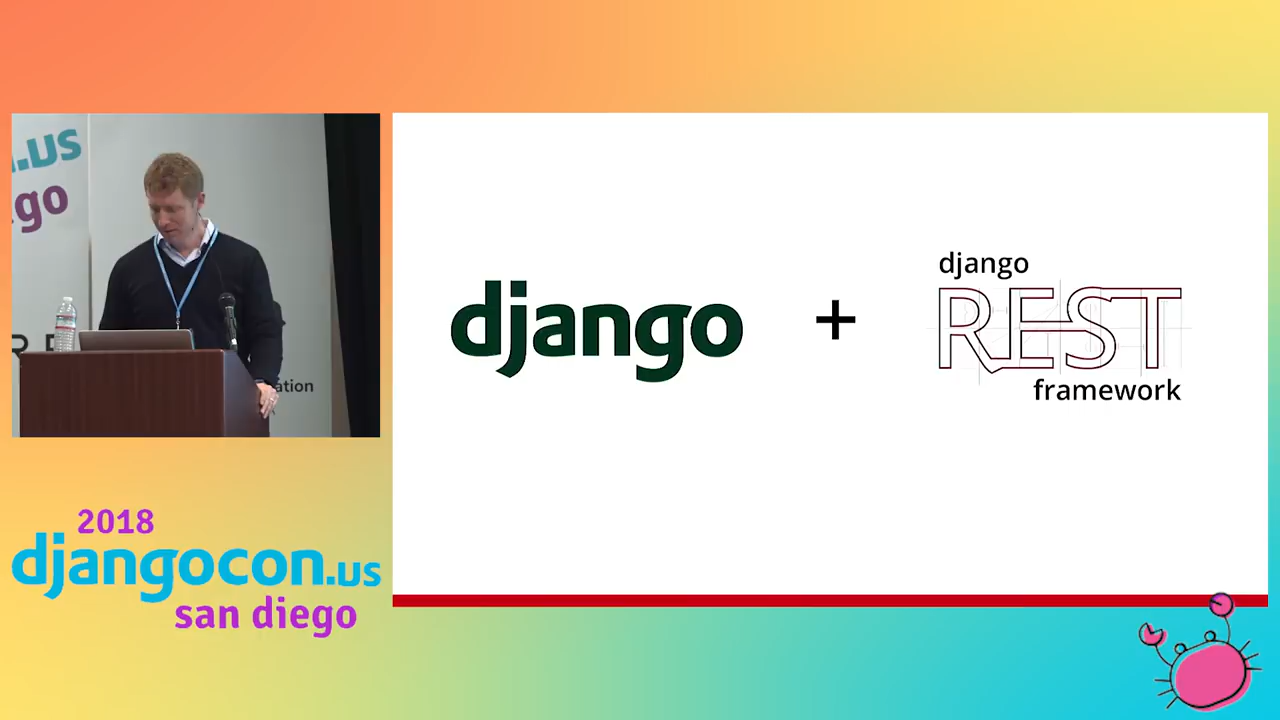 .us
go
ation
2018
djangocon.us
san diego
django
+
django
REST
framework